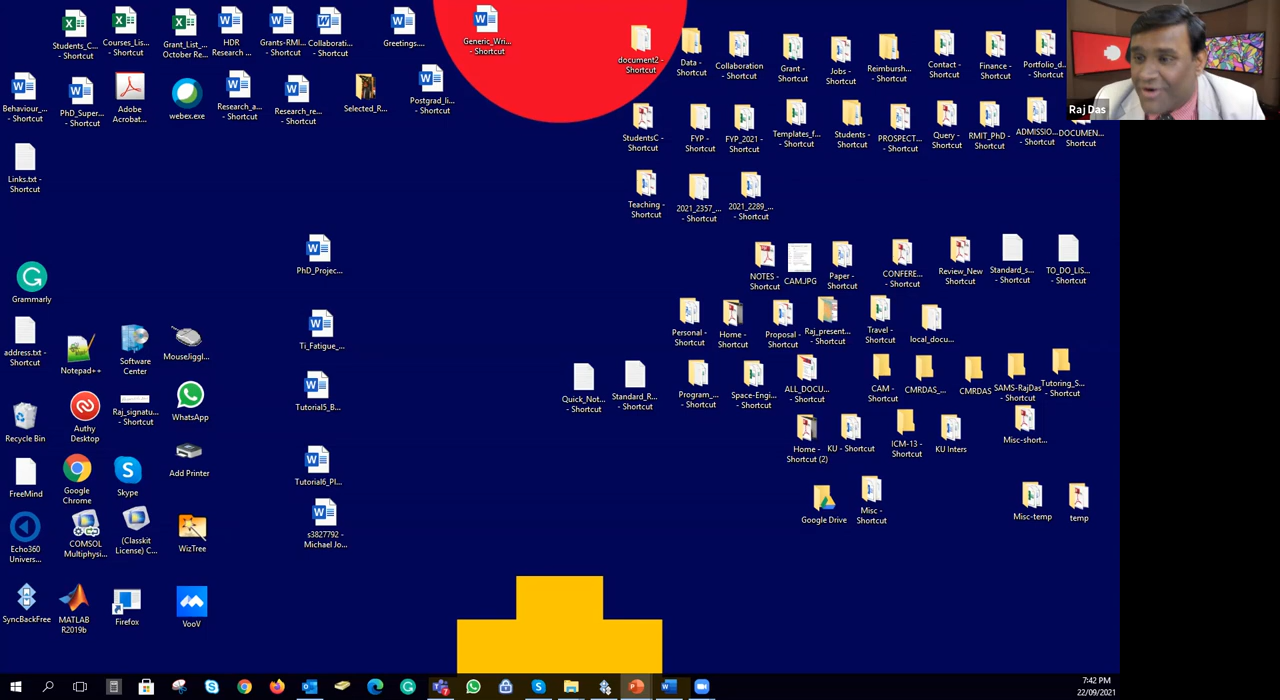 Students_C...
- Shortcut
Courses_Lis...
- Shortcut
Grant_List_...
October Re...
HDR
Research ...
Grants-RMI...
- Shortcut
Collaborati...
- Shortcut
Greetings....
Generic_Wri...
- Shortcut
document2 -
Shortcut
Data -
Shortcut
Collaboration
- Shortcut
Grant -
Shortcut
Jobs -
Shortcut
Reimbursh...
- Shortcut
Contact -
Shortcut
Finance -
Shortcut
Portfolio_d...
- Shortcut
Raj Das
Behaviour_...
- Shortcut
PhD_Super...
- Shortcut
Adobe
Acrobat...
webex.exe
Research_a...
- Shortcut
Research_re...
- Shortcut
Selected_R...
Postgrad_li...
- Shortcut
StudentsC -
Shortcut
FYP -
Shortcut
FYP_2021 -
Shortcut
Templates_f...
- Shortcut
Students -
Shortcut
PROSPECT...
- Shortcut
Query -
Shortcut
RMIT_PhD -
Shortcut
ADMISSIO...
- Shortcut
DOCUMEN...
- Shortcut
Links.txt -
Shortcut
Teaching -
Shortcut
2021_2357_...
- Shortcut
2021_2289_...
- Shortcut
PhD_Projec...
NOTES -
Shortcut
CAM.JPG
Paper -
Shortcut
CONFERE...
- Shortcut
Review_New
- Shortcut
Standard_s...
- Shortcut
TO_DO_LIS...
- Shortcut
Grammarly
address.txt -
Shortcut
Notepad++
Software
Center
MouseJiggl...
Ti_Fatigue_...
Personal -
Shortcut
Home -
Shortcut
Proposal -
Shortcut
Raj_present...
- Shortcut
Travel -
Shortcut
local_docu...
Recycle Bin
Authy
Desktop
Raj_signatu...
- Shortcut
WhatsApp
Tutorial5_B...
Quick_Not...
- Shortcut
Standard_R...
- Shortcut
Program_...
- Shortcut
Space-Engi...
- Shortcut
ALL_DOCU...
- Shortcut
CAM -
Shortcut
CMRDAS_...
CMRDAS
SAMS-RajDas
- Shortcut
Tutoring_S...
- Shortcut
Home -
Shortcut (2)
KU - Shortcut
ICM-13 -
Shortcut
KU Inters
Misc-short...
FreeMind
Google
Chrome
Skype
Add Printer
Tutorial6_Pl...
Google Drive
Misc -
Shortcut
Misc-temp
temp
Echo360
Univers...
COMSOL
Multiphysi...
(Classkit
License) C...
WizTree
s3827792 -
Michael Jo...
SyncBackFree
MATLAB
R2019b
Firefox
VooV
7:42 PM
22/09/2021